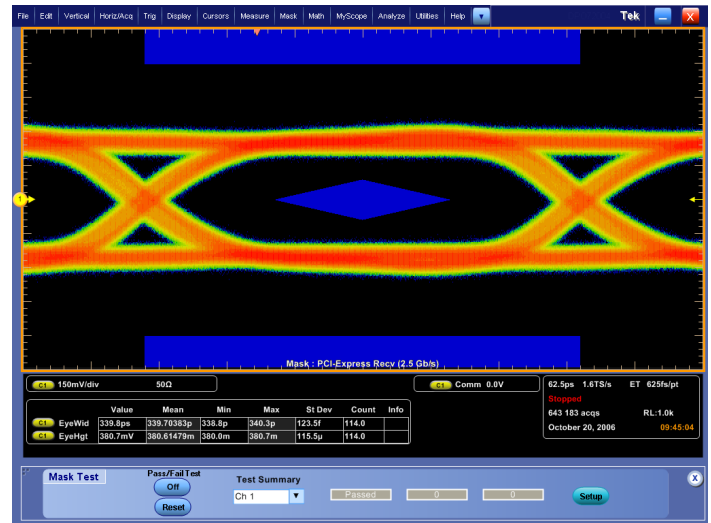 File Edit Vertical Horiz/Acq Trig Display Cursors Measure Mask Math MyScope Analyze Utilities Help Tek X
1
Mask : PCI-Express Recv (2.5 Gb/s)
C1 150mV/div 50Ω
C1 Comm 0.0V
62.5ps 1.6TS/s ET 625fs/pt
Stopped
643 183 acqs RL:1.0k
October 20, 2006 09:45:04
Value Mean Min Max St Dev Count Info
C1 EyeWid 339.8ps 339.70383p 338.8p 340.3p 123.5f 114.0
C1 EyeHgt 380.7mV 380.61479m 380.0m 380.7m 115.5µ 114.0
Mask Test
Pass/Fail Test
Off
Reset
Test Summary
Ch 1
Passed 0 0
Setup
X